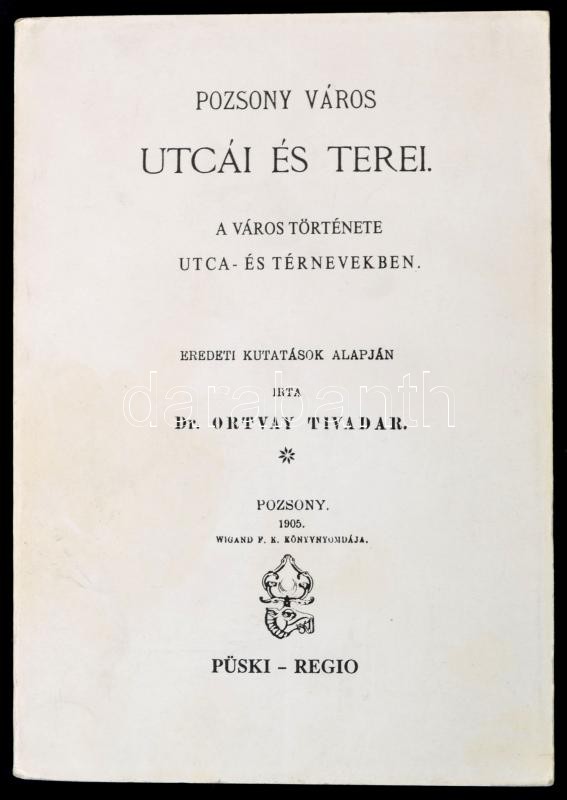 POZSONY VÁROS
UTCÁI ÉS TEREI.
A VÁROS TÖRTÉNETE
UTCA- ÉS TÉRNEVEKBEN.
EREDETI KUTATÁSOK ALAPJÁN
darabanth
IRTA
Dr. ORTVAY TIVADAR.
POZSONY.
1905.
WIGAND F. K. KÖNYVNYOMDÁJA.
PÜSKI – REGIO